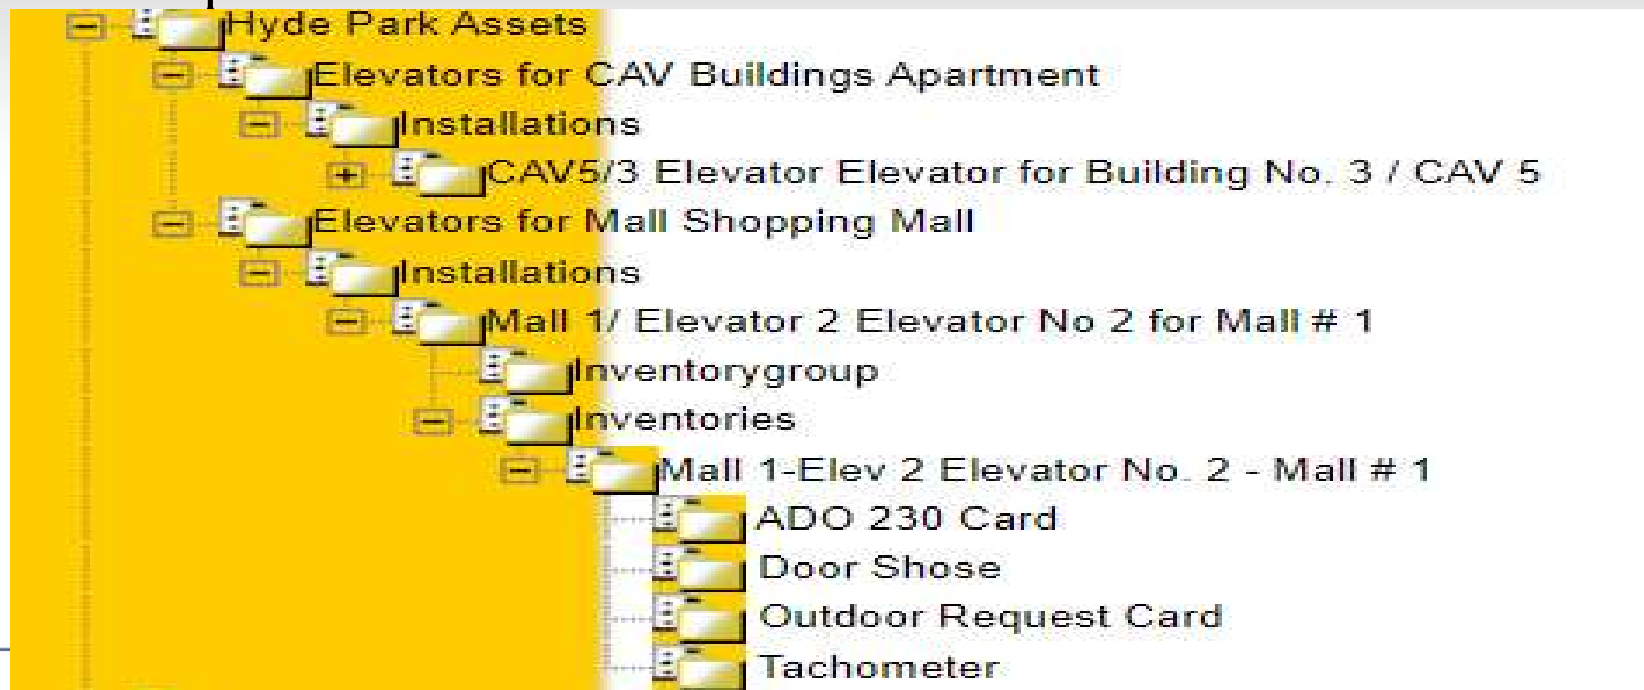 Hyde Park Assets
Elevators for CAV Buildings Apartment
Installations
CAV5/3 Elevator Elevator for Building No. 3 / CAV 5
Elevators for Mall Shopping Mall
Installations
Mall 1/ Elevator 2 Elevator No 2 for Mall # 1
Inventorygroup
Inventories
Mall 1-Elev 2 Elevator No. 2 - Mall # 1
ADO 230 Card
Door Shose
Outdoor Request Card
Tachometer